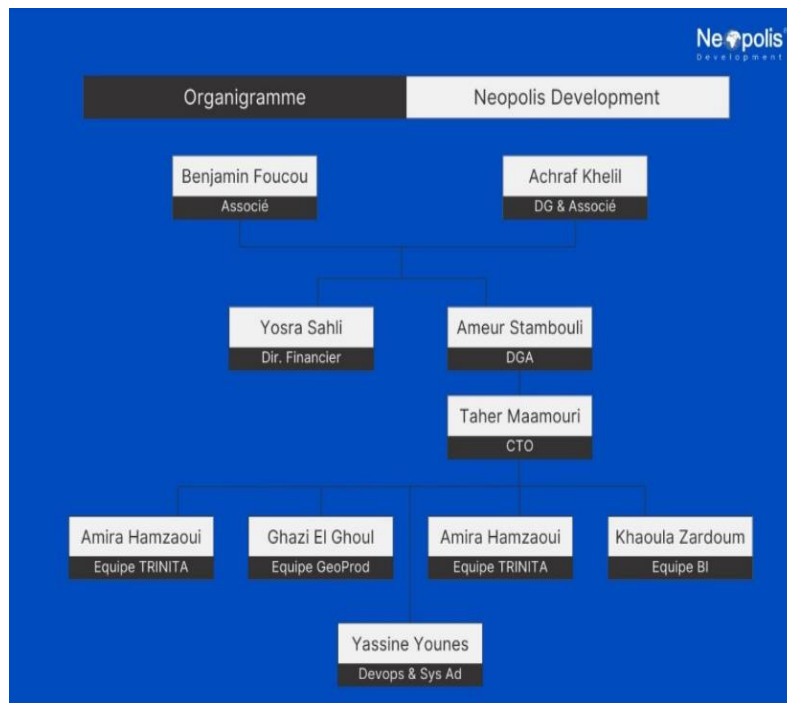 Neopolis
Development
Organigramme Neopolis Development
Benjamin Foucou Achraf Khelil
Associé DG & Associé
Yosra Sahli Ameur Stambouli
Dir. Financier DGA
Taher Maamouri
CTO
Amira Hamzaoui Ghazi El Ghoul Amira Hamzaoui Khaoula Zardoum
Equipe TRINITA Equipe GeoProd Equipe TRINITA Equipe BI
Yassine Younes
Devops & Sys Ad